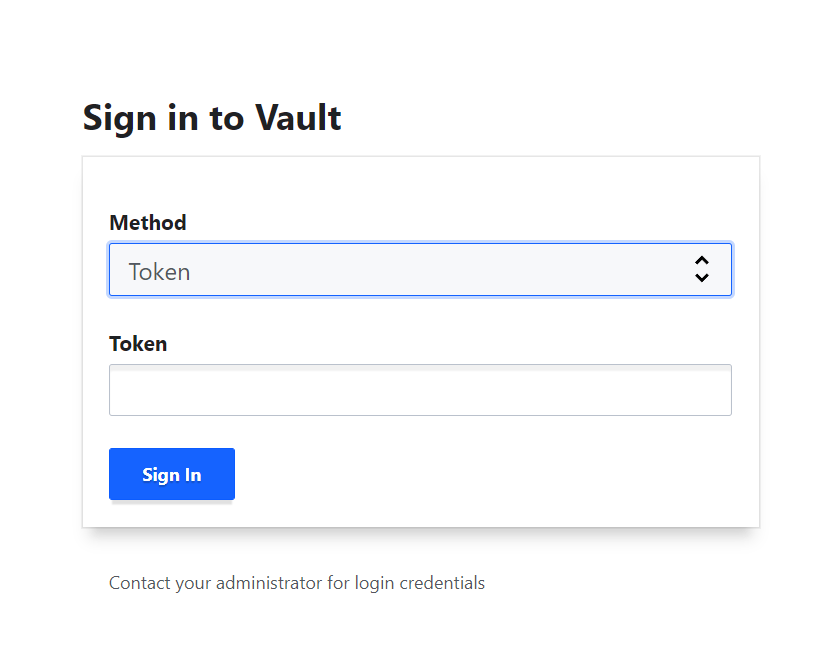 Sign in to Vault
Method
Token
Token
Sign In
Contact your administrator for login credentials